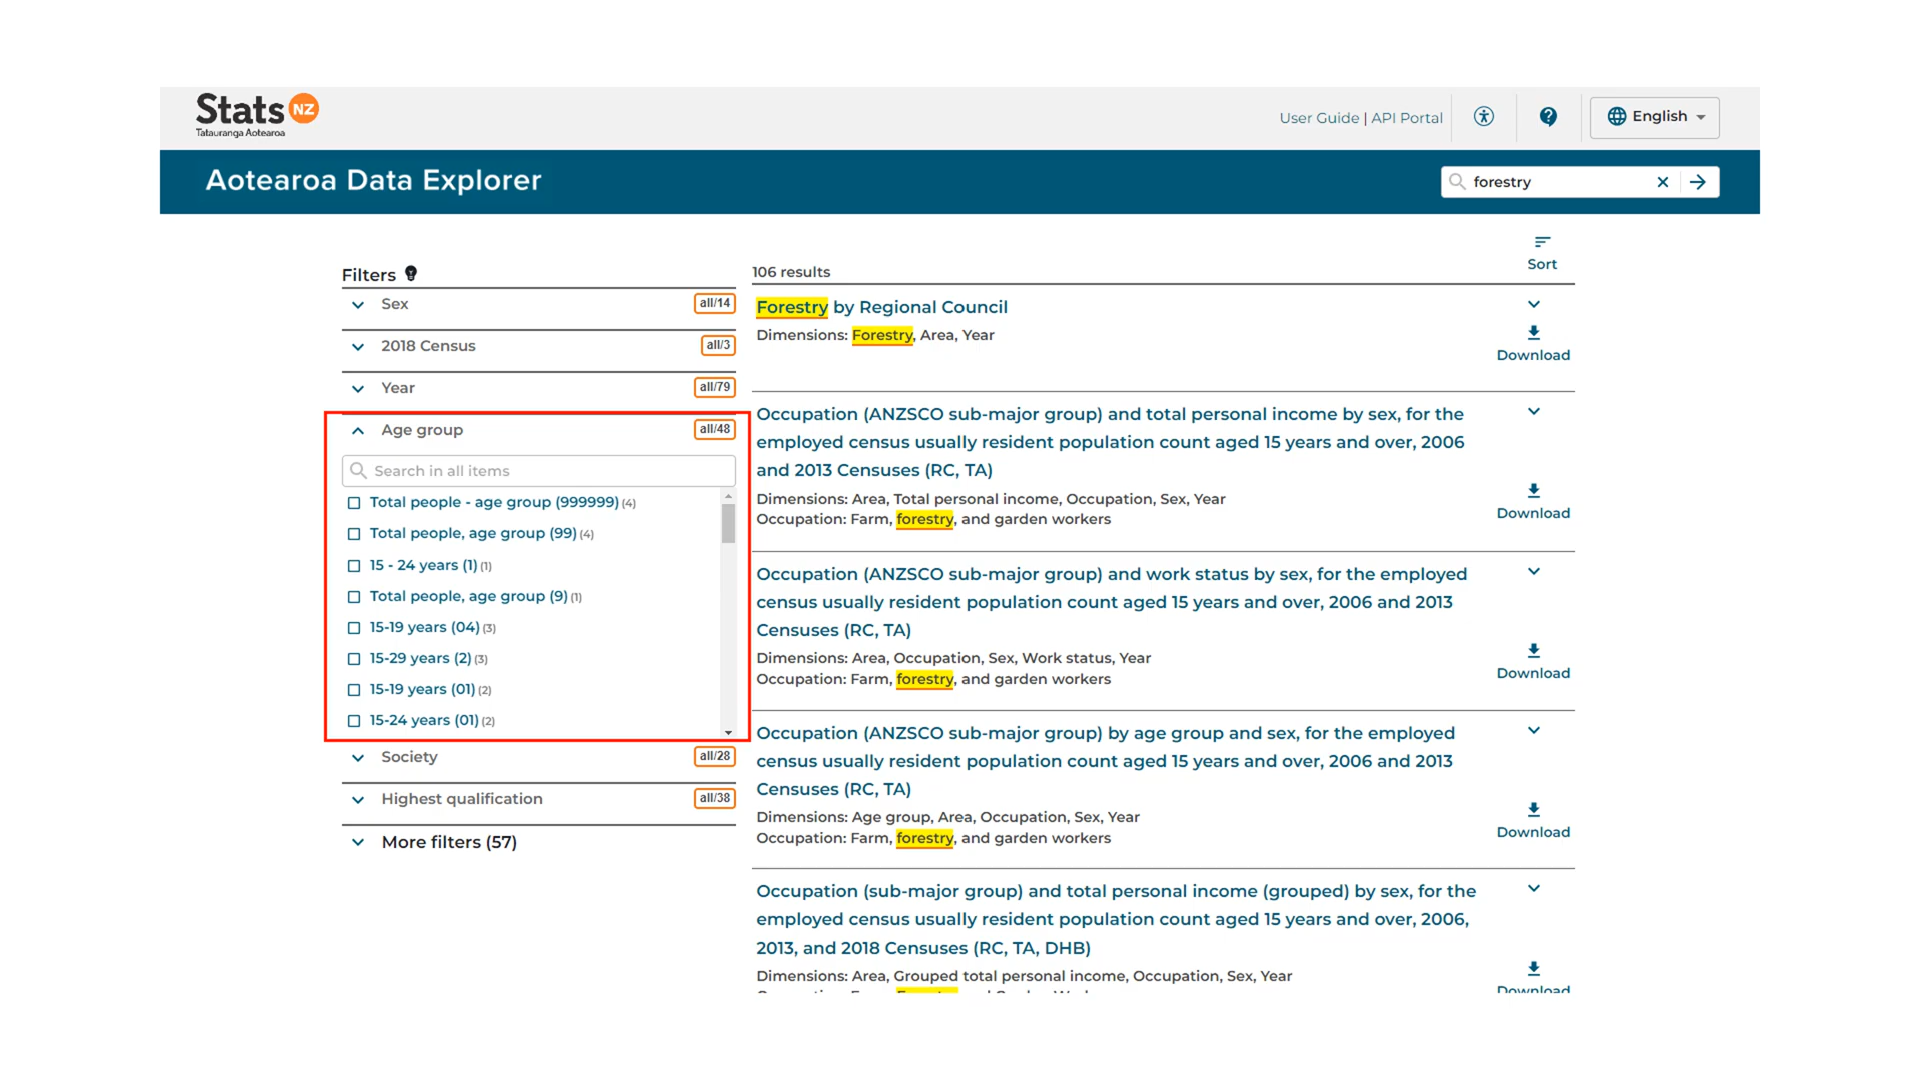 Stats NZ
Tatauranga Aotearoa
User Guide | API Portal
English
Aotearoa Data Explorer
forestry
Filters
Sex all/14
2018 Census all/3
Year all/79
Age group all/48
Search in all items
Total people - age group (999999) (4)
Total people, age group (99) (4)
15 - 24 years (1) (1)
Total people, age group (9) (1)
15-19 years (04) (3)
15-29 years (2) (3)
15-19 years (01) (2)
15-24 years (01) (2)
Society all/28
Highest qualification all/38
More filters (57)
106 results
Sort
Forestry by Regional Council
Dimensions: Forestry, Area, Year
Download
Occupation (ANZSCO sub-major group) and total personal income by sex, for the
employed census usually resident population count aged 15 years and over, 2006
and 2013 Censuses (RC, TA)
Dimensions: Area, Total personal income, Occupation, Sex, Year
Occupation: Farm, forestry, and garden workers
Download
Occupation (ANZSCO sub-major group) and work status by sex, for the employed
census usually resident population count aged 15 years and over, 2006 and 2013
Censuses (RC, TA)
Dimensions: Area, Occupation, Sex, Work status, Year
Occupation: Farm, forestry, and garden workers
Download
Occupation (ANZSCO sub-major group) by age group and sex, for the employed
census usually resident population count aged 15 years and over, 2006 and 2013
Censuses (RC, TA)
Dimensions: Age group, Area, Occupation, Sex, Year
Occupation: Farm, forestry, and garden workers
Download
Occupation (sub-major group) and total personal income (grouped) by sex, for the
employed census usually resident population count aged 15 years and over, 2006,
2013, and 2018 Censuses (RC, TA, DHB)
Dimensions: Area, Grouped total personal income, Occupation, Sex, Year
Download